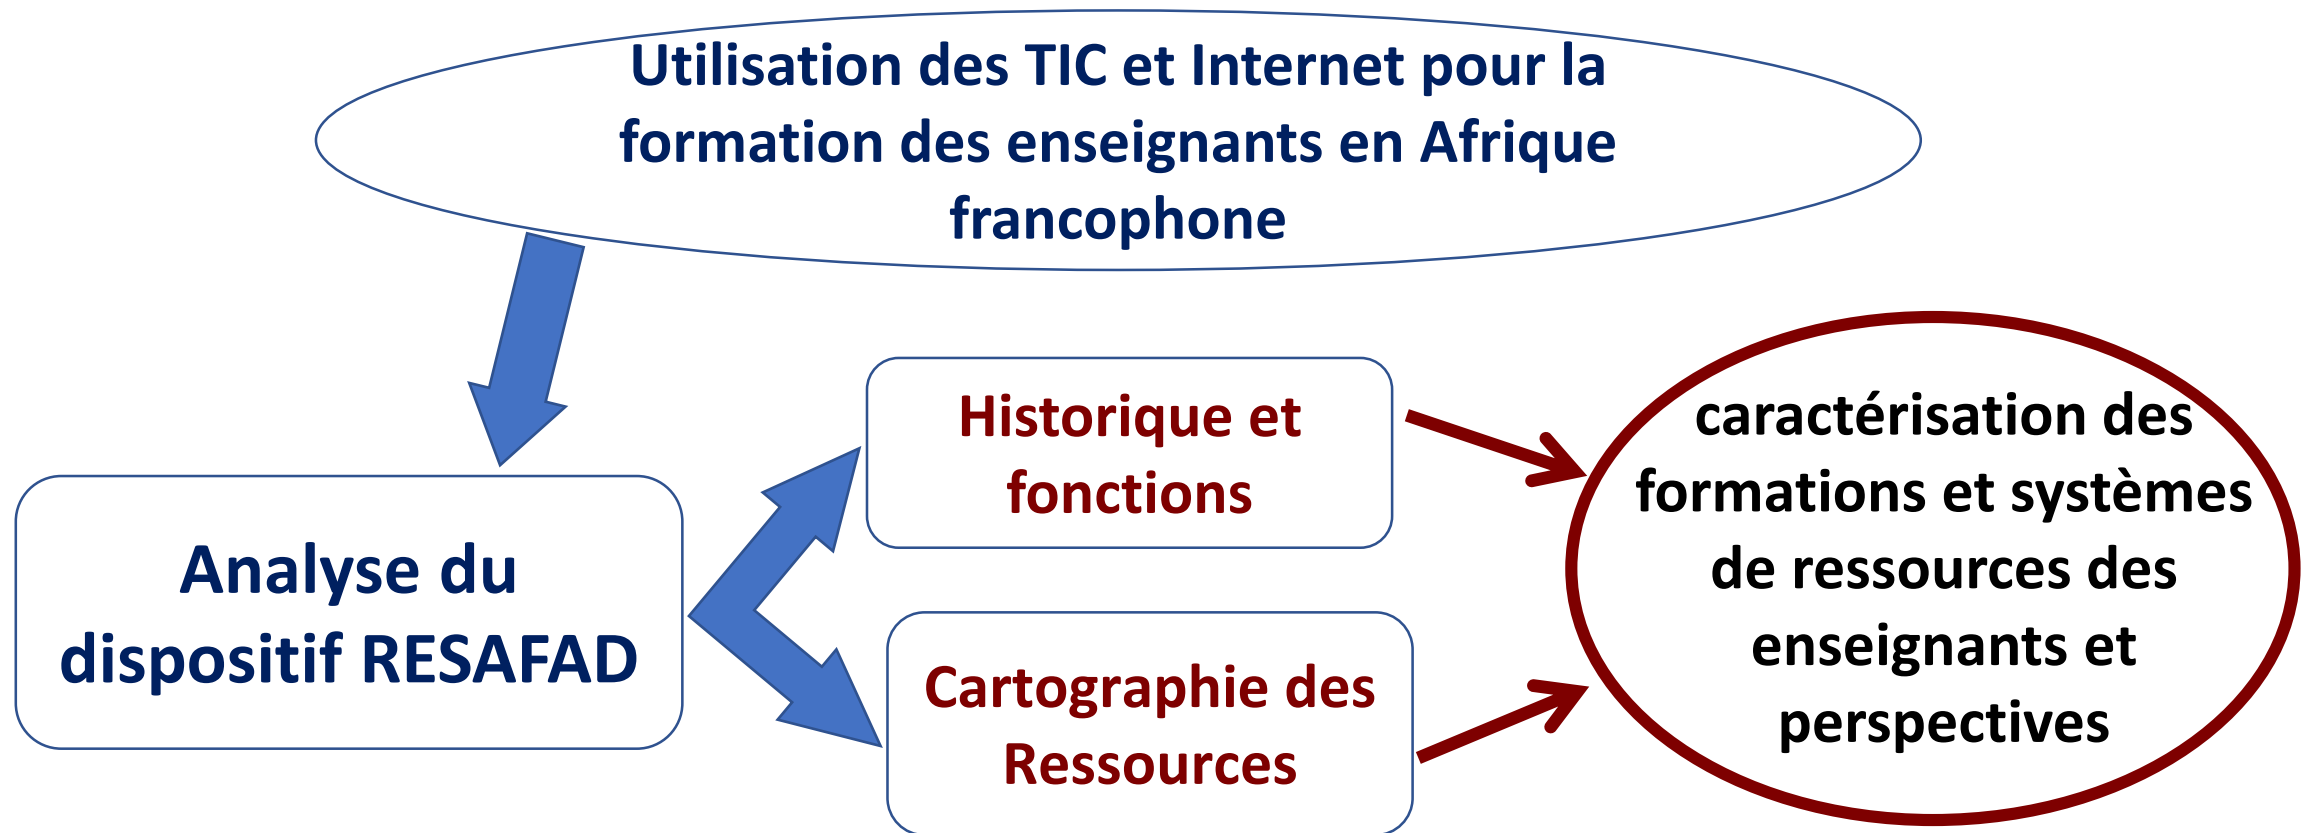 Utilisation des TIC et Internet pour la
formation des enseignants en Afrique
francophone
Analyse du
dispositif RESAFAD
Historique et
fonctions
Cartographie des
Ressources
caractérisation des
formations et systèmes
de ressources des
enseignants et
perspectives